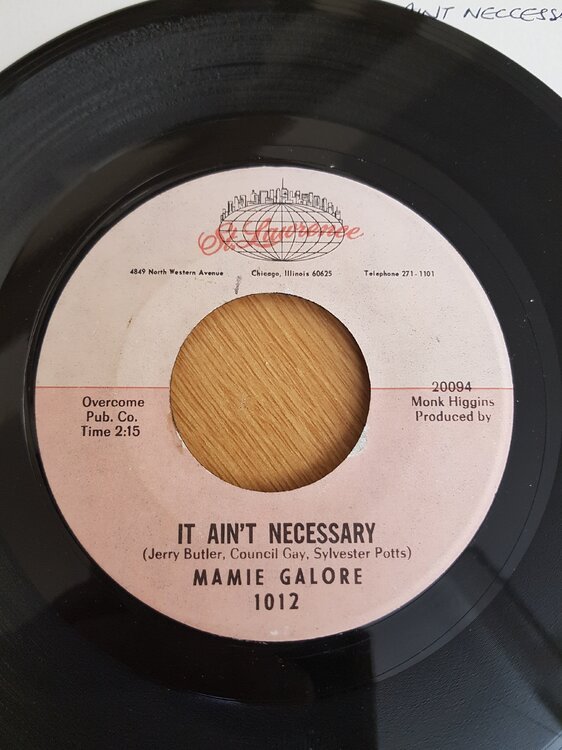 AINT NECCESS
St. Lawrence
4849 North Western Avenue Chicago, Illinois 60625 Telephone 271-1101
Overcome
Pub. Co.
Time 2:15
20094
Monk Higgins
Produced by
IT AIN'T NECESSARY
(Jerry Butler, Council Gay, Sylvester Potts)
MAMIE GALORE
1012